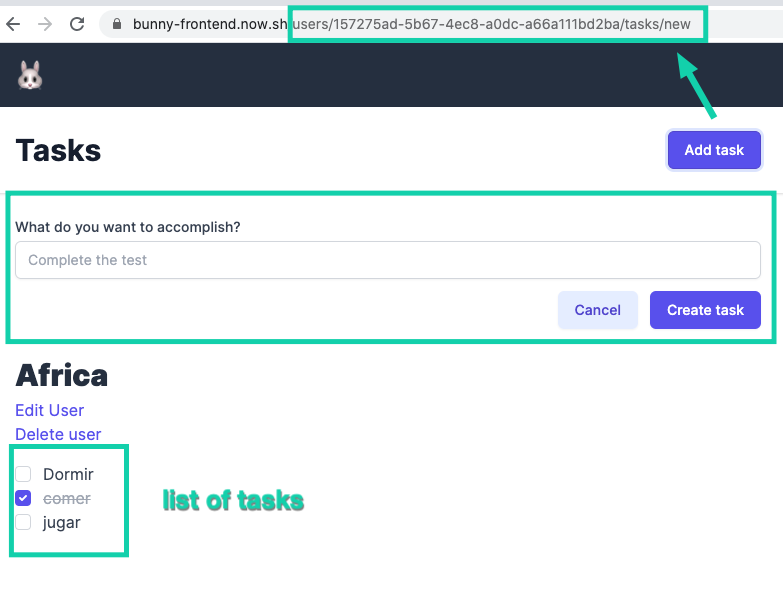 bunny-frontend.now.sh/users/157275ad-5b67-4ec8-a0dc-a66a111bd2ba/tasks/new
Tasks
Add task
What do you want to accomplish?
Complete the test
Cancel
Create task
Africa
Edit User
Delete user
Dormir
comer
list of tasks
jugar